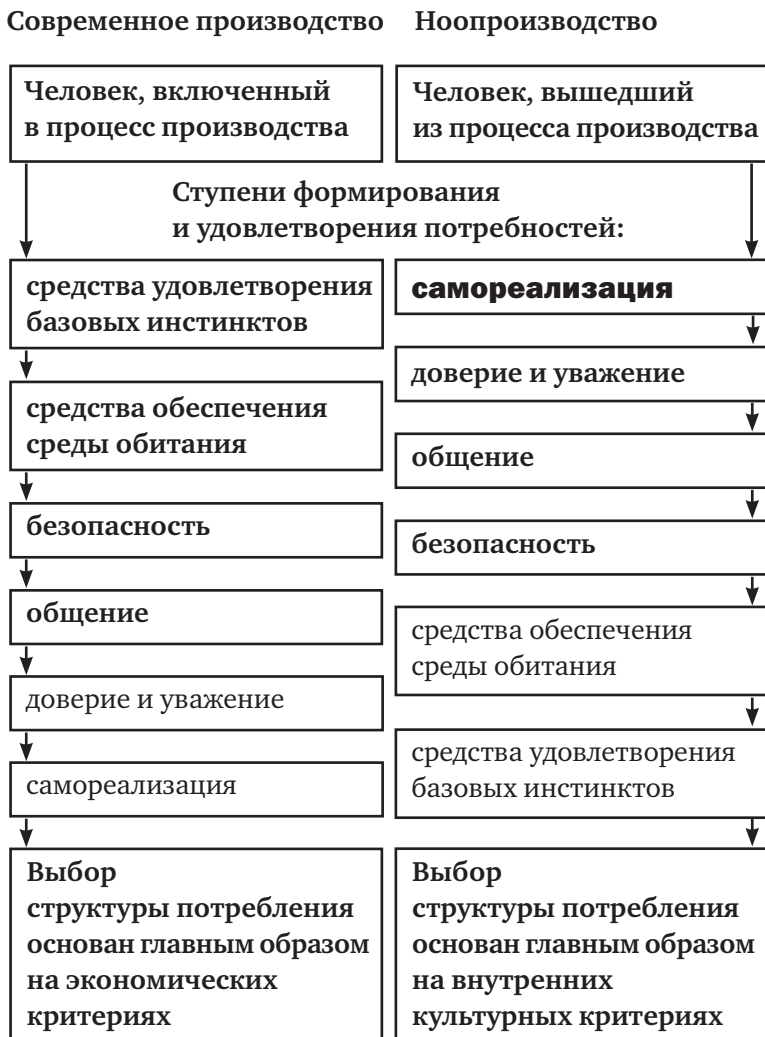 Современное производство
Ноопроизводство
Человек, включенный
в процесс производства
Человек, вышедший
из процесса производства
Ступени формирования
и удовлетворения потребностей:
средства удовлетворения
базовых инстинктов
средства обеспечения
среды обитания
безопасность
общение
доверие и уважение
самореализация
Выбор
структуры потребления
основан главным образом
на экономических
критериях
самореализация
доверие и уважение
общение
безопасность
средства обеспечения
среды обитания
средства удовлетворения
базовых инстинктов
Выбор
структуры потребления
основан главным образом
на внутренних
культурных критериях